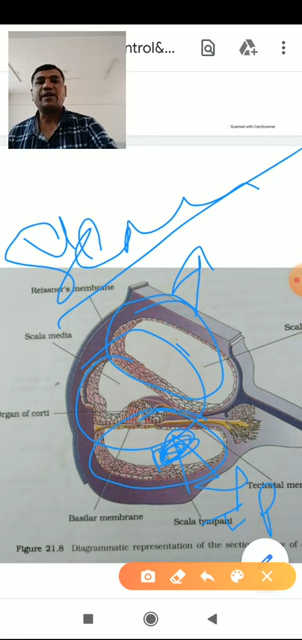 ntrol&...
Scanned with CamScanner
Reissner's membrane
Scal
Scala media
Organ of corti
Tectorial mem
Basilar membrane
Scala tympani
Figure 21.8 Diagrammatic representation of the section
of